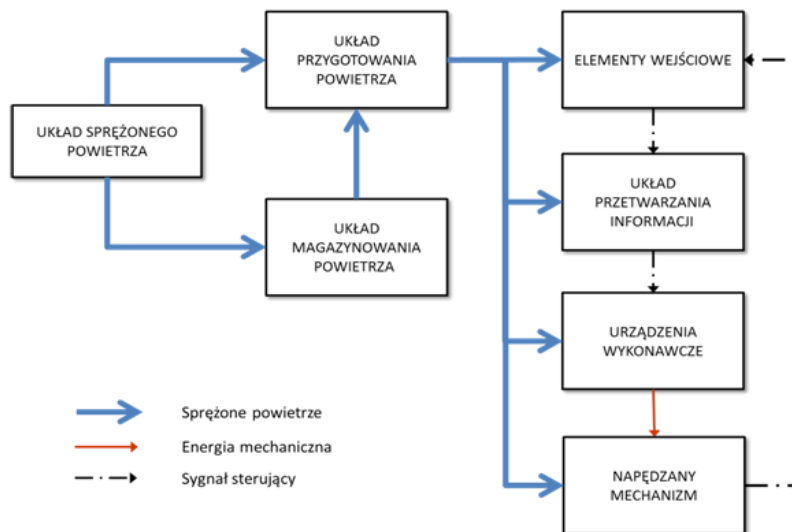 UKŁAD SPRĘŻONEGO
POWIETRZA
UKŁAD
PRZYGOTOWANIA
POWIETRZA
UKŁAD
MAGAZYNOWANIA
POWIETRZA
ELEMENTY WEJŚCIOWE
UKŁAD
PRZETWARZANIA
INFORMACJI
URZĄDZENIA
WYKONAWCZE
NAPĘDZANY
MECHANIZM
Sprężone powietrze
Energia mechaniczna
Sygnał sterujący